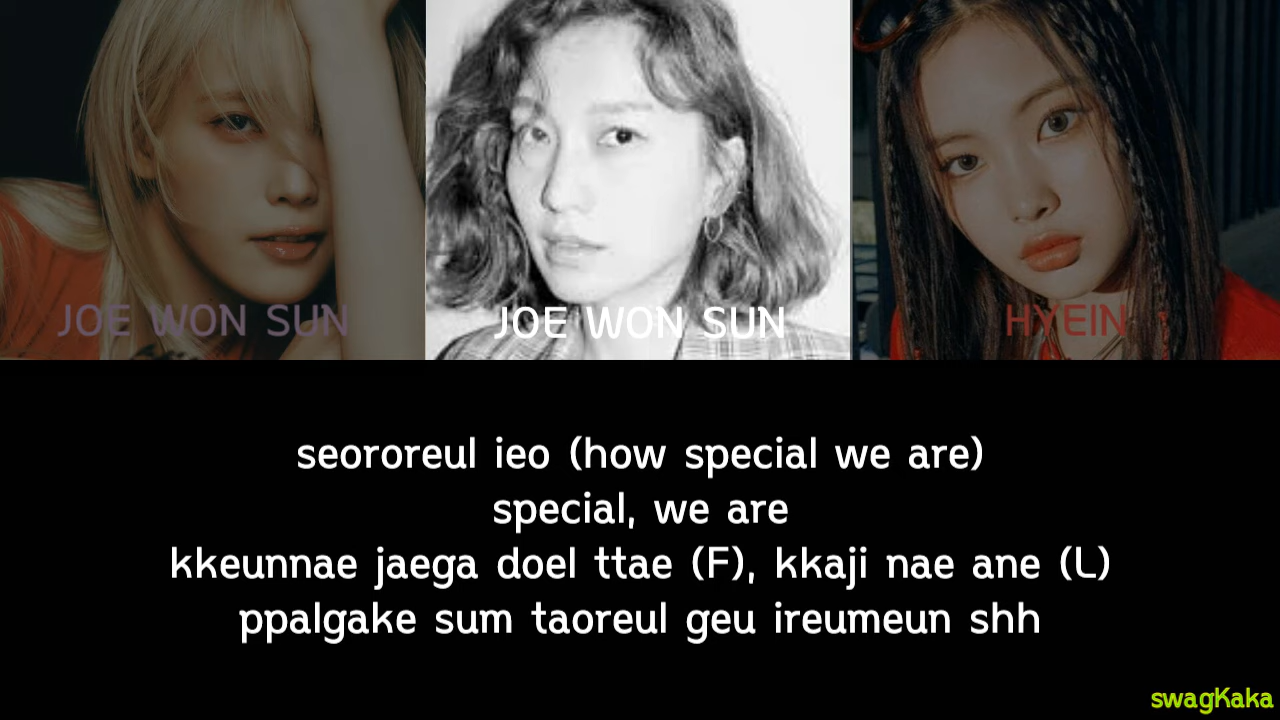 JOE WON SUN
JOE WON SUN
HYEIN
seororeul ieo (how special we are)
special, we are
kkeunnae jaega doel ttae (F), kkaji nae ane (L)
ppalgake sum taoreul geu ireumeun shh
swagKaka